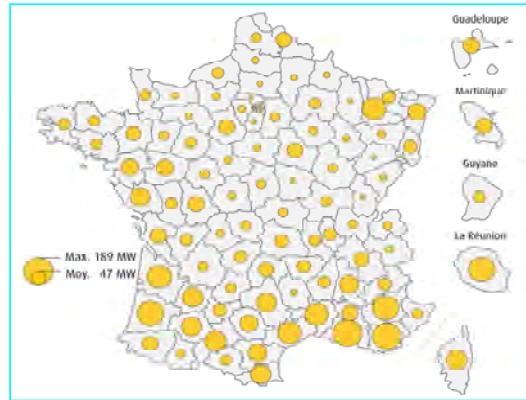 Guadeloupe
Martinique
Guyane
La Réunion
Max. 189 MW
Moy. 47 MW